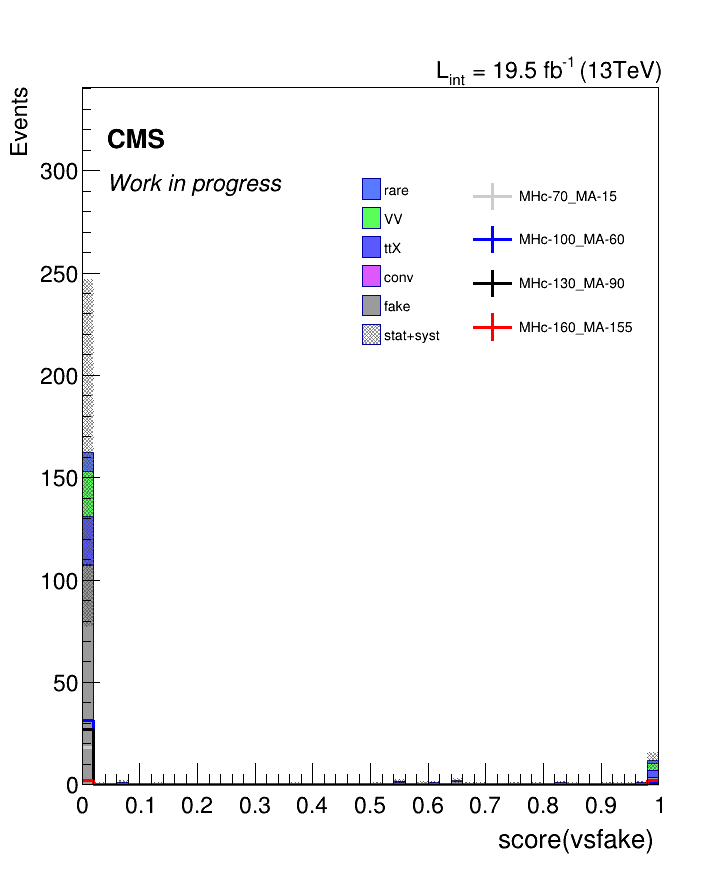 L_int = 19.5 fb^-1 (13TeV)
Events
CMS
Work in progress
rare
VV
ttX
conv
fake
stat+syst
MHc-70_MA-15
MHc-100_MA-60
MHc-130_MA-90
MHc-160_MA-155
300
250
200
150
100
50
0
0 0.1 0.2 0.3 0.4 0.5 0.6 0.7 0.8 0.9 1
score(vsfake)